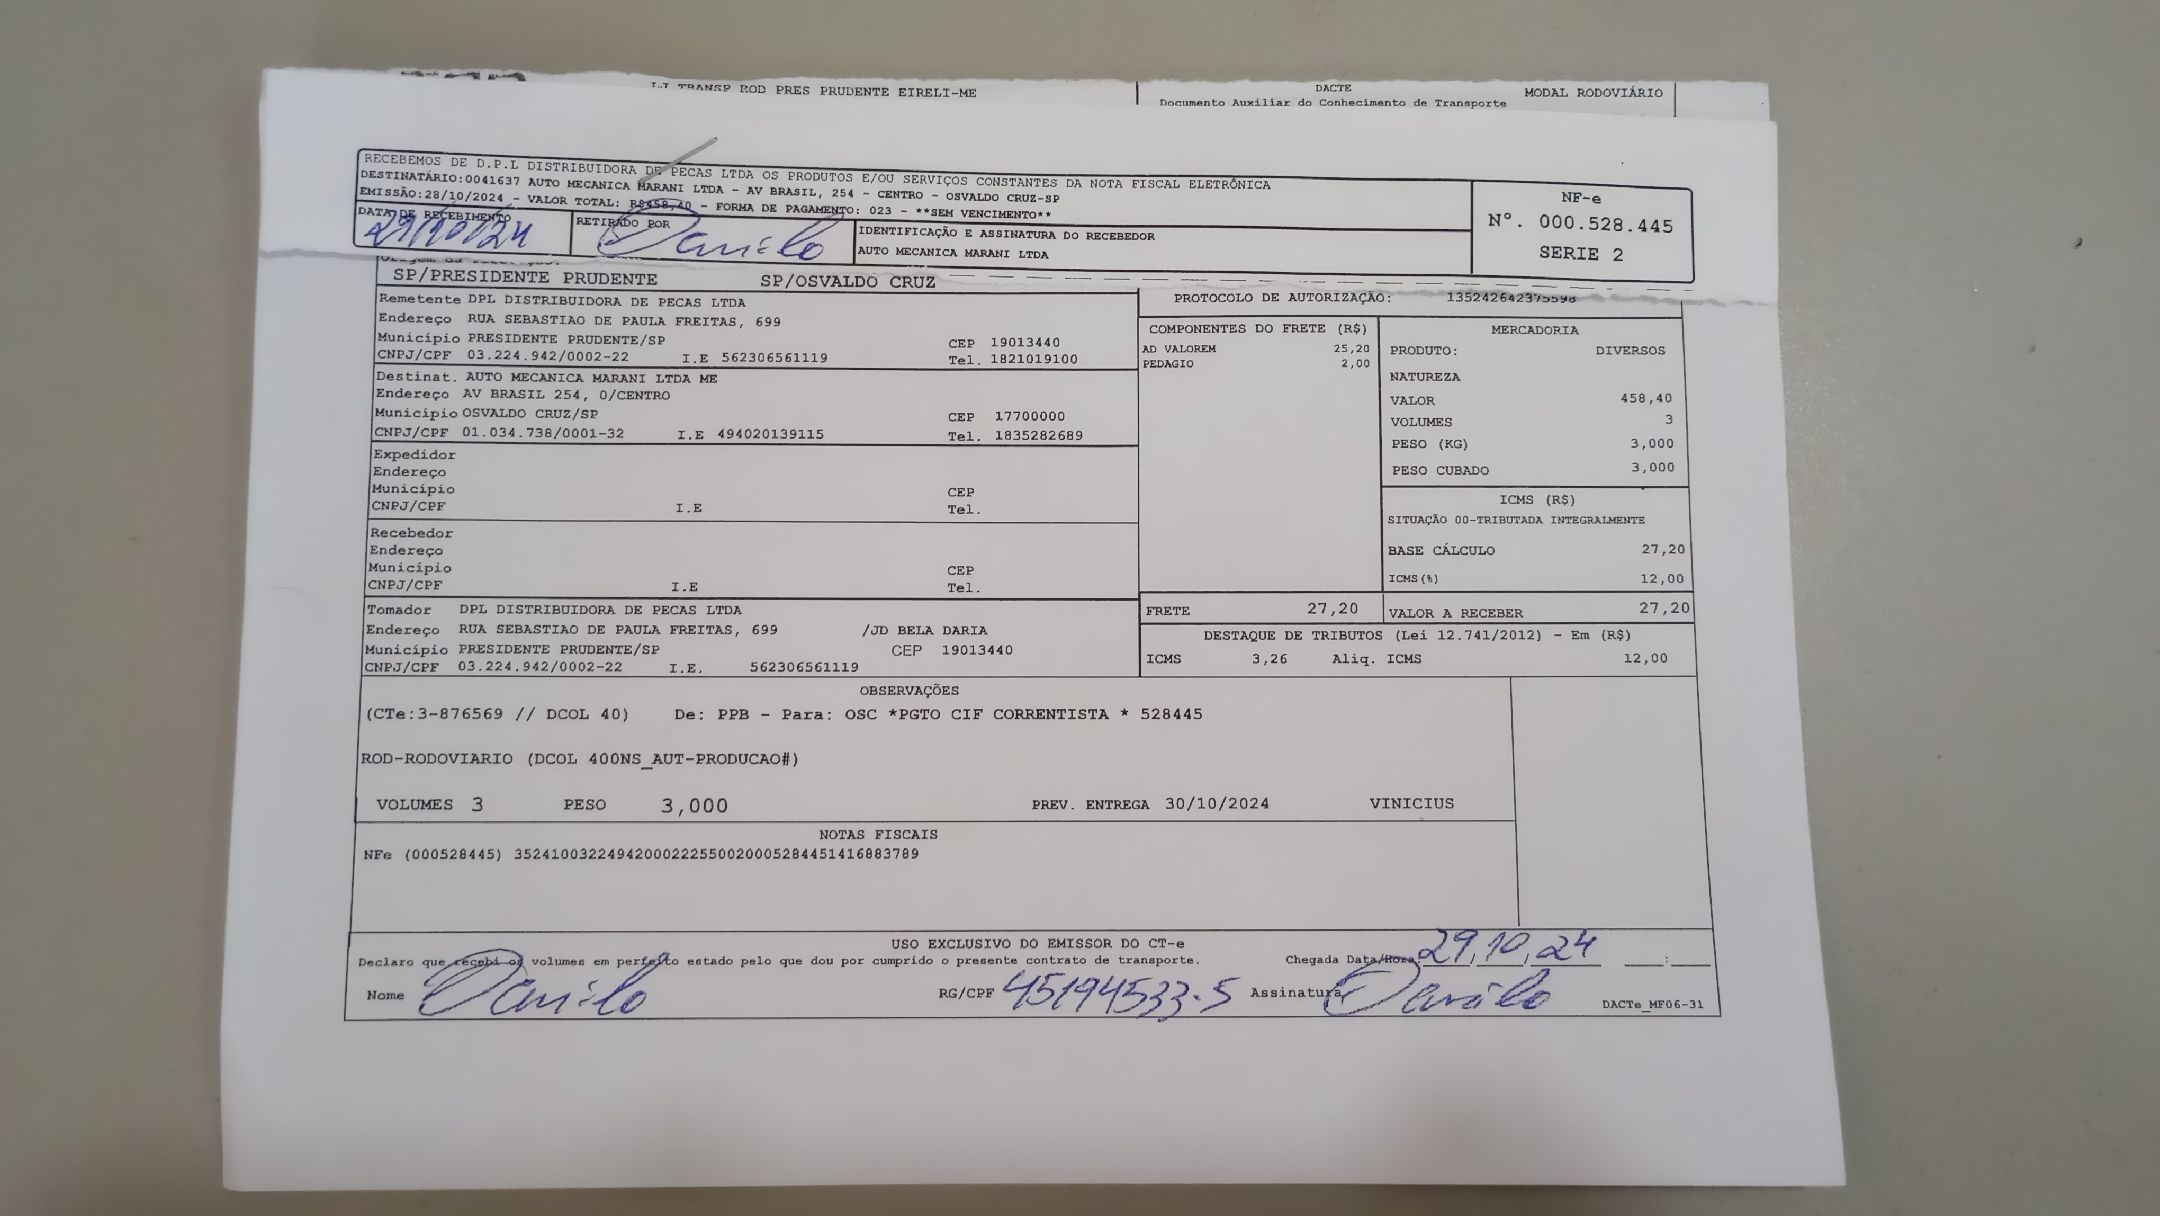 TRANSP ROD PRES PRUDENTE EIRELI-ME
DACTE
Documento Auxiliar do Conhecimento de Transporte
MODAL RODOVIÁRIO
RECEBEMOS DE D.P.L DISTRIBUIDORA DE PECAS LTDA OS PRODUTOS E/OU SERVIÇOS CONSTANTES DA NOTA FISCAL ELETRÔNICA
DESTINATÁRIO:0041637 AUTO MECANICA MARANI LTDA - AV BRASIL, 254 - CENTRO - OSVALDO CRUZ-SP
EMISSÃO:28/10/2024 - VALOR TOTAL: R$458,40 - FORMA DE PAGAMENTO: 023 - **SEM VENCIMENTO**
DATA DE RECEBIMENTO
29/10/24
RETIRADO POR
Danilo
IDENTIFICAÇÃO E ASSINATURA DO RECEBEDOR
AUTO MECANICA MARANI LTDA
NF-e
Nº. 000.528.445
SERIE 2
SP/PRESIDENTE PRUDENTE SP/OSVALDO CRUZ
Remetente DPL DISTRIBUIDORA DE PECAS LTDA
Endereço RUA SEBASTIAO DE PAULA FREITAS, 699
Município PRESIDENTE PRUDENTE/SP CEP 19013440
CNPJ/CPF 03.224.942/0002-22 I.E 562306561119 Tel. 1821019100
Destinat. AUTO MECANICA MARANI LTDA ME
Endereço AV BRASIL 254, 0/CENTRO
Município OSVALDO CRUZ/SP CEP 17700000
CNPJ/CPF 01.034.738/0001-32 I.E 494020139115 Tel. 1835282689
Expedidor
Endereço
Município CEP
CNPJ/CPF I.E Tel.
Recebedor
Endereço
Município CEP
CNPJ/CPF I.E Tel.
Tomador DPL DISTRIBUIDORA DE PECAS LTDA
Endereço RUA SEBASTIAO DE PAULA FREITAS, 699 /JD BELA DARIA
Município PRESIDENTE PRUDENTE/SP CEP 19013440
CNPJ/CPF 03.224.942/0002-22 I.E. 562306561119
PROTOCOLO DE AUTORIZAÇÃO: 135242642375598
COMPONENTES DO FRETE (R$)
AD VALOREM 25,20
PEDAGIO 2,00
MERCADORIA
PRODUTO: DIVERSOS
NATUREZA
VALOR 458,40
VOLUMES 3
PESO (KG) 3,000
PESO CUBADO 3,000
ICMS (R$)
SITUAÇÃO 00-TRIBUTADA INTEGRALMENTE
BASE CÁLCULO 27,20
ICMS(%) 12,00
FRETE 27,20 VALOR A RECEBER 27,20
DESTAQUE DE TRIBUTOS (Lei 12.741/2012) - Em (R$)
ICMS 3,26 Aliq. ICMS 12,00
OBSERVAÇÕES
(CTe:3-876569 // DCOL 40) De: PPB - Para: OSC *PGTO CIF CORRENTISTA * 528445
ROD-RODOVIARIO (DCOL 400NS_AUT-PRODUCAO#)
VOLUMES 3 PESO 3,000 PREV. ENTREGA 30/10/2024 VINICIUS
NOTAS FISCAIS
NFe (000528445) 35241003224942000222550020005284451416883789
USO EXCLUSIVO DO EMISSOR DO CT-e
Declaro que recebi os volumes em perfeito estado pelo que dou por cumprido o presente contrato de transporte. Chegada Data/Hora 29,10,24 :
Nome Danilo RG/CPF 45194533-5 Assinatura Danilo DACTe_MF06-31